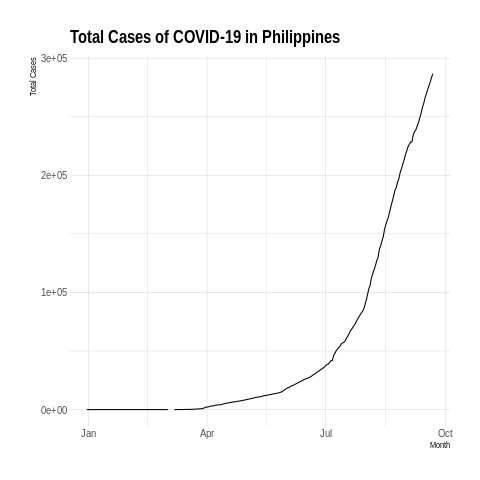 Total Cases of COVID-19 in Philippines
Total Cases
3e+05
2e+05
1e+05
0e+00
Jan Apr Jul Oct
Month